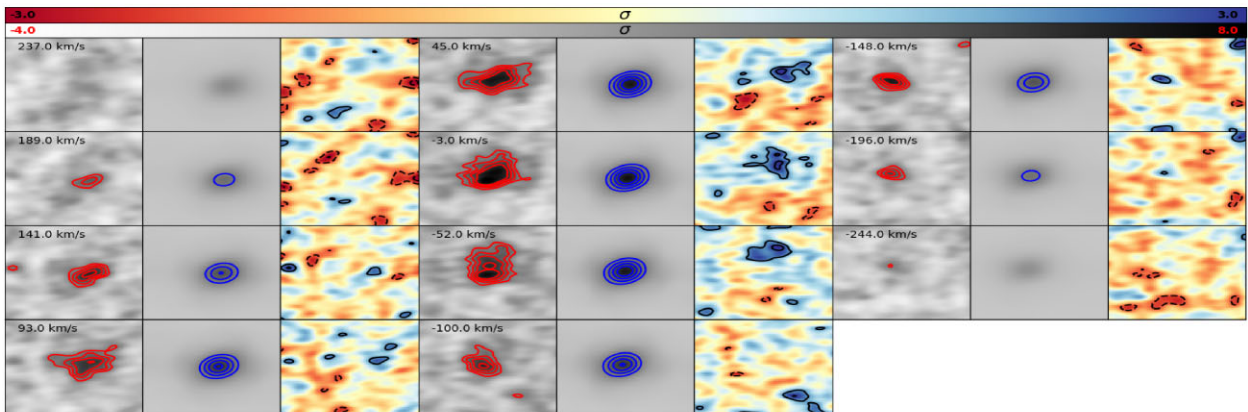 -3.0 σ 3.0
-4.0 σ 8.0
237.0 km/s 45.0 km/s -148.0 km/s
189.0 km/s -3.0 km/s -196.0 km/s
141.0 km/s -52.0 km/s -244.0 km/s
93.0 km/s -100.0 km/s